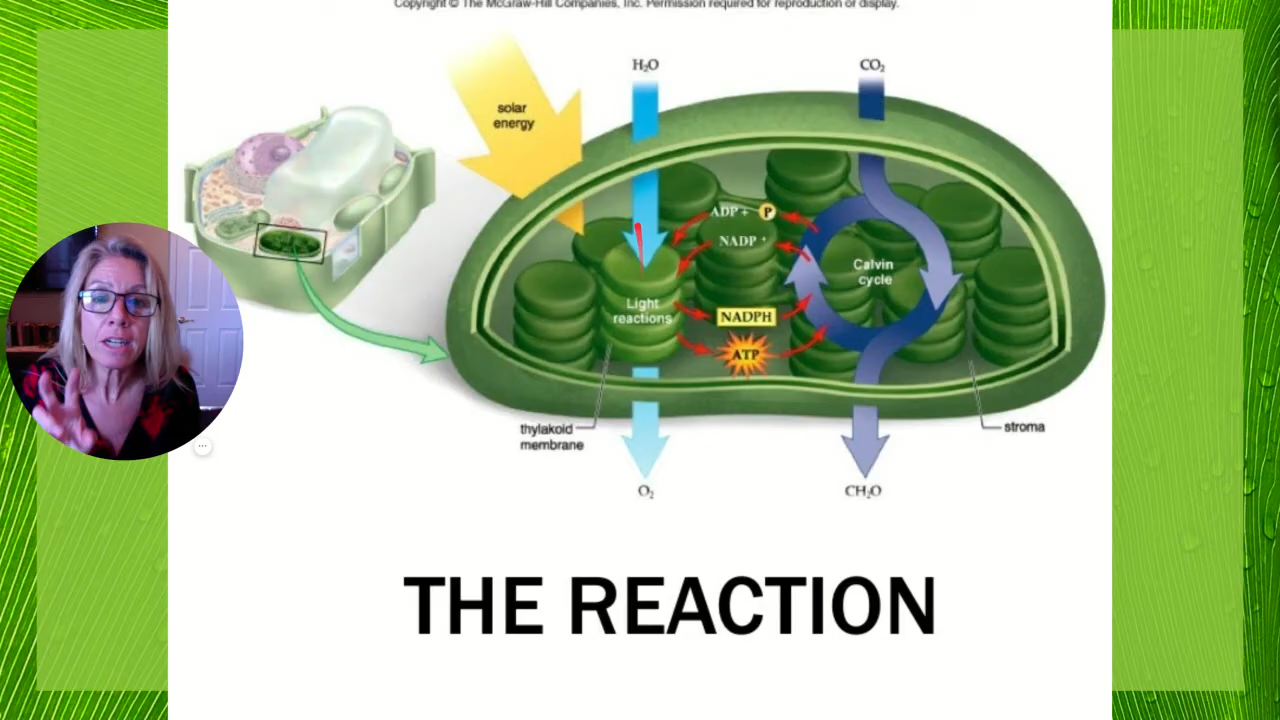 Copyright © The McGraw-Hill Companies, Inc. Permission required for reproduction or display.
H₂O
CO₂
solar
energy
ADP + P
NADP +
Calvin
cycle
Light
reactions
NADPH
ATP
thylakoid
membrane
stroma
O₂
CH₂O
THE REACTION